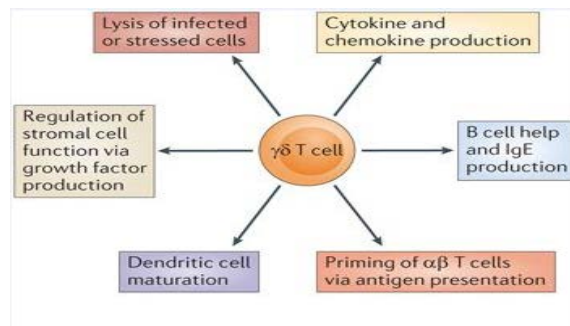 Lysis of infected
or stressed cells
Cytokine and
chemokine production
Regulation of
stromal cell
function via
growth factor
production
γδ T cell
B cell help
and IgE
production
Dendritic cell
maturation
Priming of αβ T cells
via antigen presentation